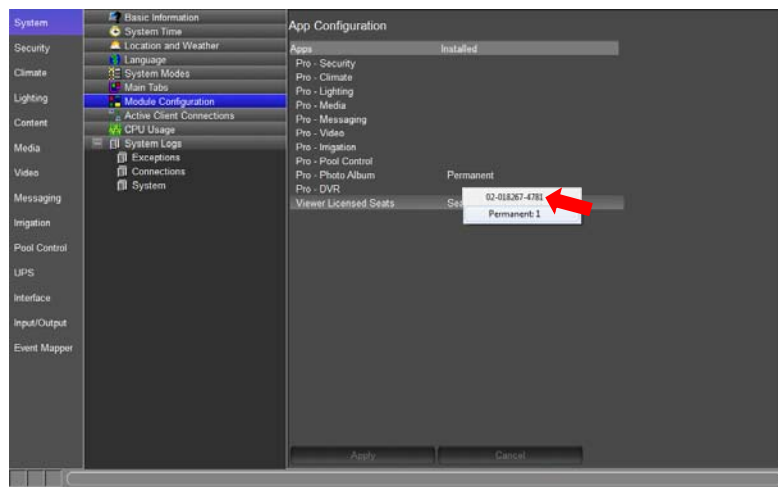 System
Security
Climate
Lighting
Content
Media
Video
Messaging
Irrigation
Pool Control
UPS
Interface
Input/Output
Event Mapper
Basic Information
System Time
Location and Weather
Language
System Modes
Main Tabs
Module Configuration
Active Client Connections
CPU Usage
System Logs
Exceptions
Connections
System
App Configuration
Apps Installed
Pro - Security
Pro - Climate
Pro - Lighting
Pro - Media
Pro - Messaging
Pro - Video
Pro - Irrigation
Pro - Pool Control
Pro - Photo Album Permanent
Pro - DVR
Viewer Licensed Seats
02-018267-4781
Permanent: 1
Apply Cancel